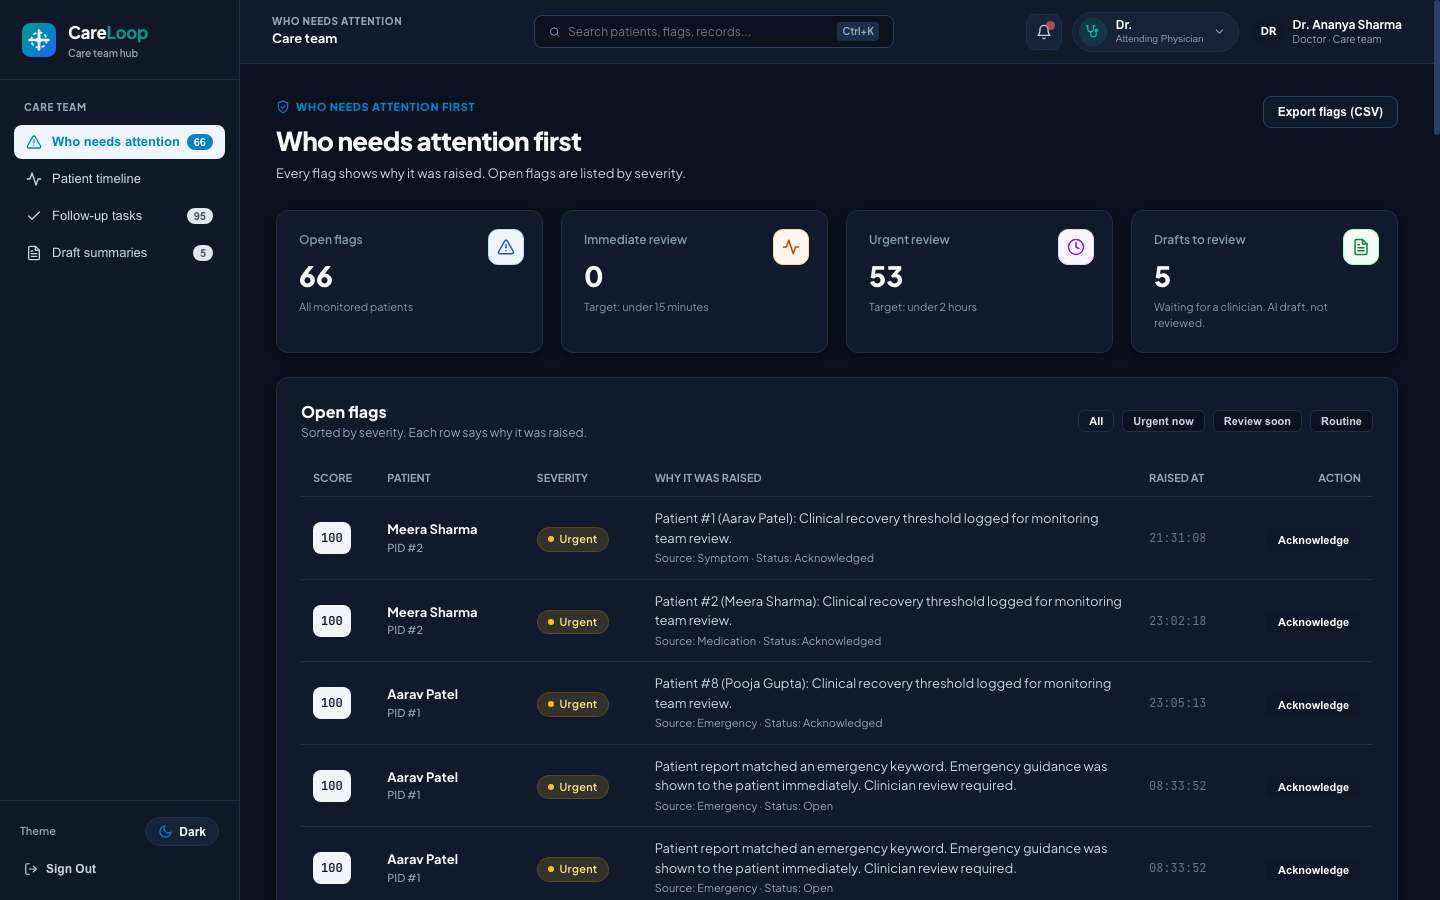 CareLoop
Care team hub
CARE TEAM
Who needs attention 66
Patient timeline
Follow-up tasks 95
Draft summaries 5
Theme
Dark
Sign Out
WHO NEEDS ATTENTION
Care team
Search patients, flags, records...
Ctrl+K
Dr.
Attending Physician
DR
Dr. Ananya Sharma
Doctor · Care team
WHO NEEDS ATTENTION FIRST
Who needs attention first
Every flag shows why it was raised. Open flags are listed by severity.
Export flags (CSV)
Open flags
66
All monitored patients
Immediate review
0
Target: under 15 minutes
Urgent review
53
Target: under 2 hours
Drafts to review
5
Waiting for a clinician. AI draft, not
reviewed.
Open flags
Sorted by severity. Each row says why it was raised.
All
Urgent now
Review soon
Routine
SCORE PATIENT SEVERITY WHY IT WAS RAISED RAISED AT ACTION
100
Meera Sharma
PID #2
Urgent
Patient #1 (Aarav Patel): Clinical recovery threshold logged for monitoring
team review.
Source: Symptom · Status: Acknowledged
21:31:08
Acknowledge
100
Meera Sharma
PID #2
Urgent
Patient #2 (Meera Sharma): Clinical recovery threshold logged for monitoring
team review.
Source: Medication · Status: Acknowledged
23:02:18
Acknowledge
100
Aarav Patel
PID #1
Urgent
Patient #8 (Pooja Gupta): Clinical recovery threshold logged for monitoring
team review.
Source: Emergency · Status: Acknowledged
23:05:13
Acknowledge
100
Aarav Patel
PID #1
Urgent
Patient report matched an emergency keyword. Emergency guidance was
shown to the patient immediately. Clinician review required.
Source: Emergency · Status: Open
08:33:52
Acknowledge
100
Aarav Patel
PID #1
Urgent
Patient report matched an emergency keyword. Emergency guidance was
shown to the patient immediately. Clinician review required.
Source: Emergency · Status: Open
08:33:52
Acknowledge